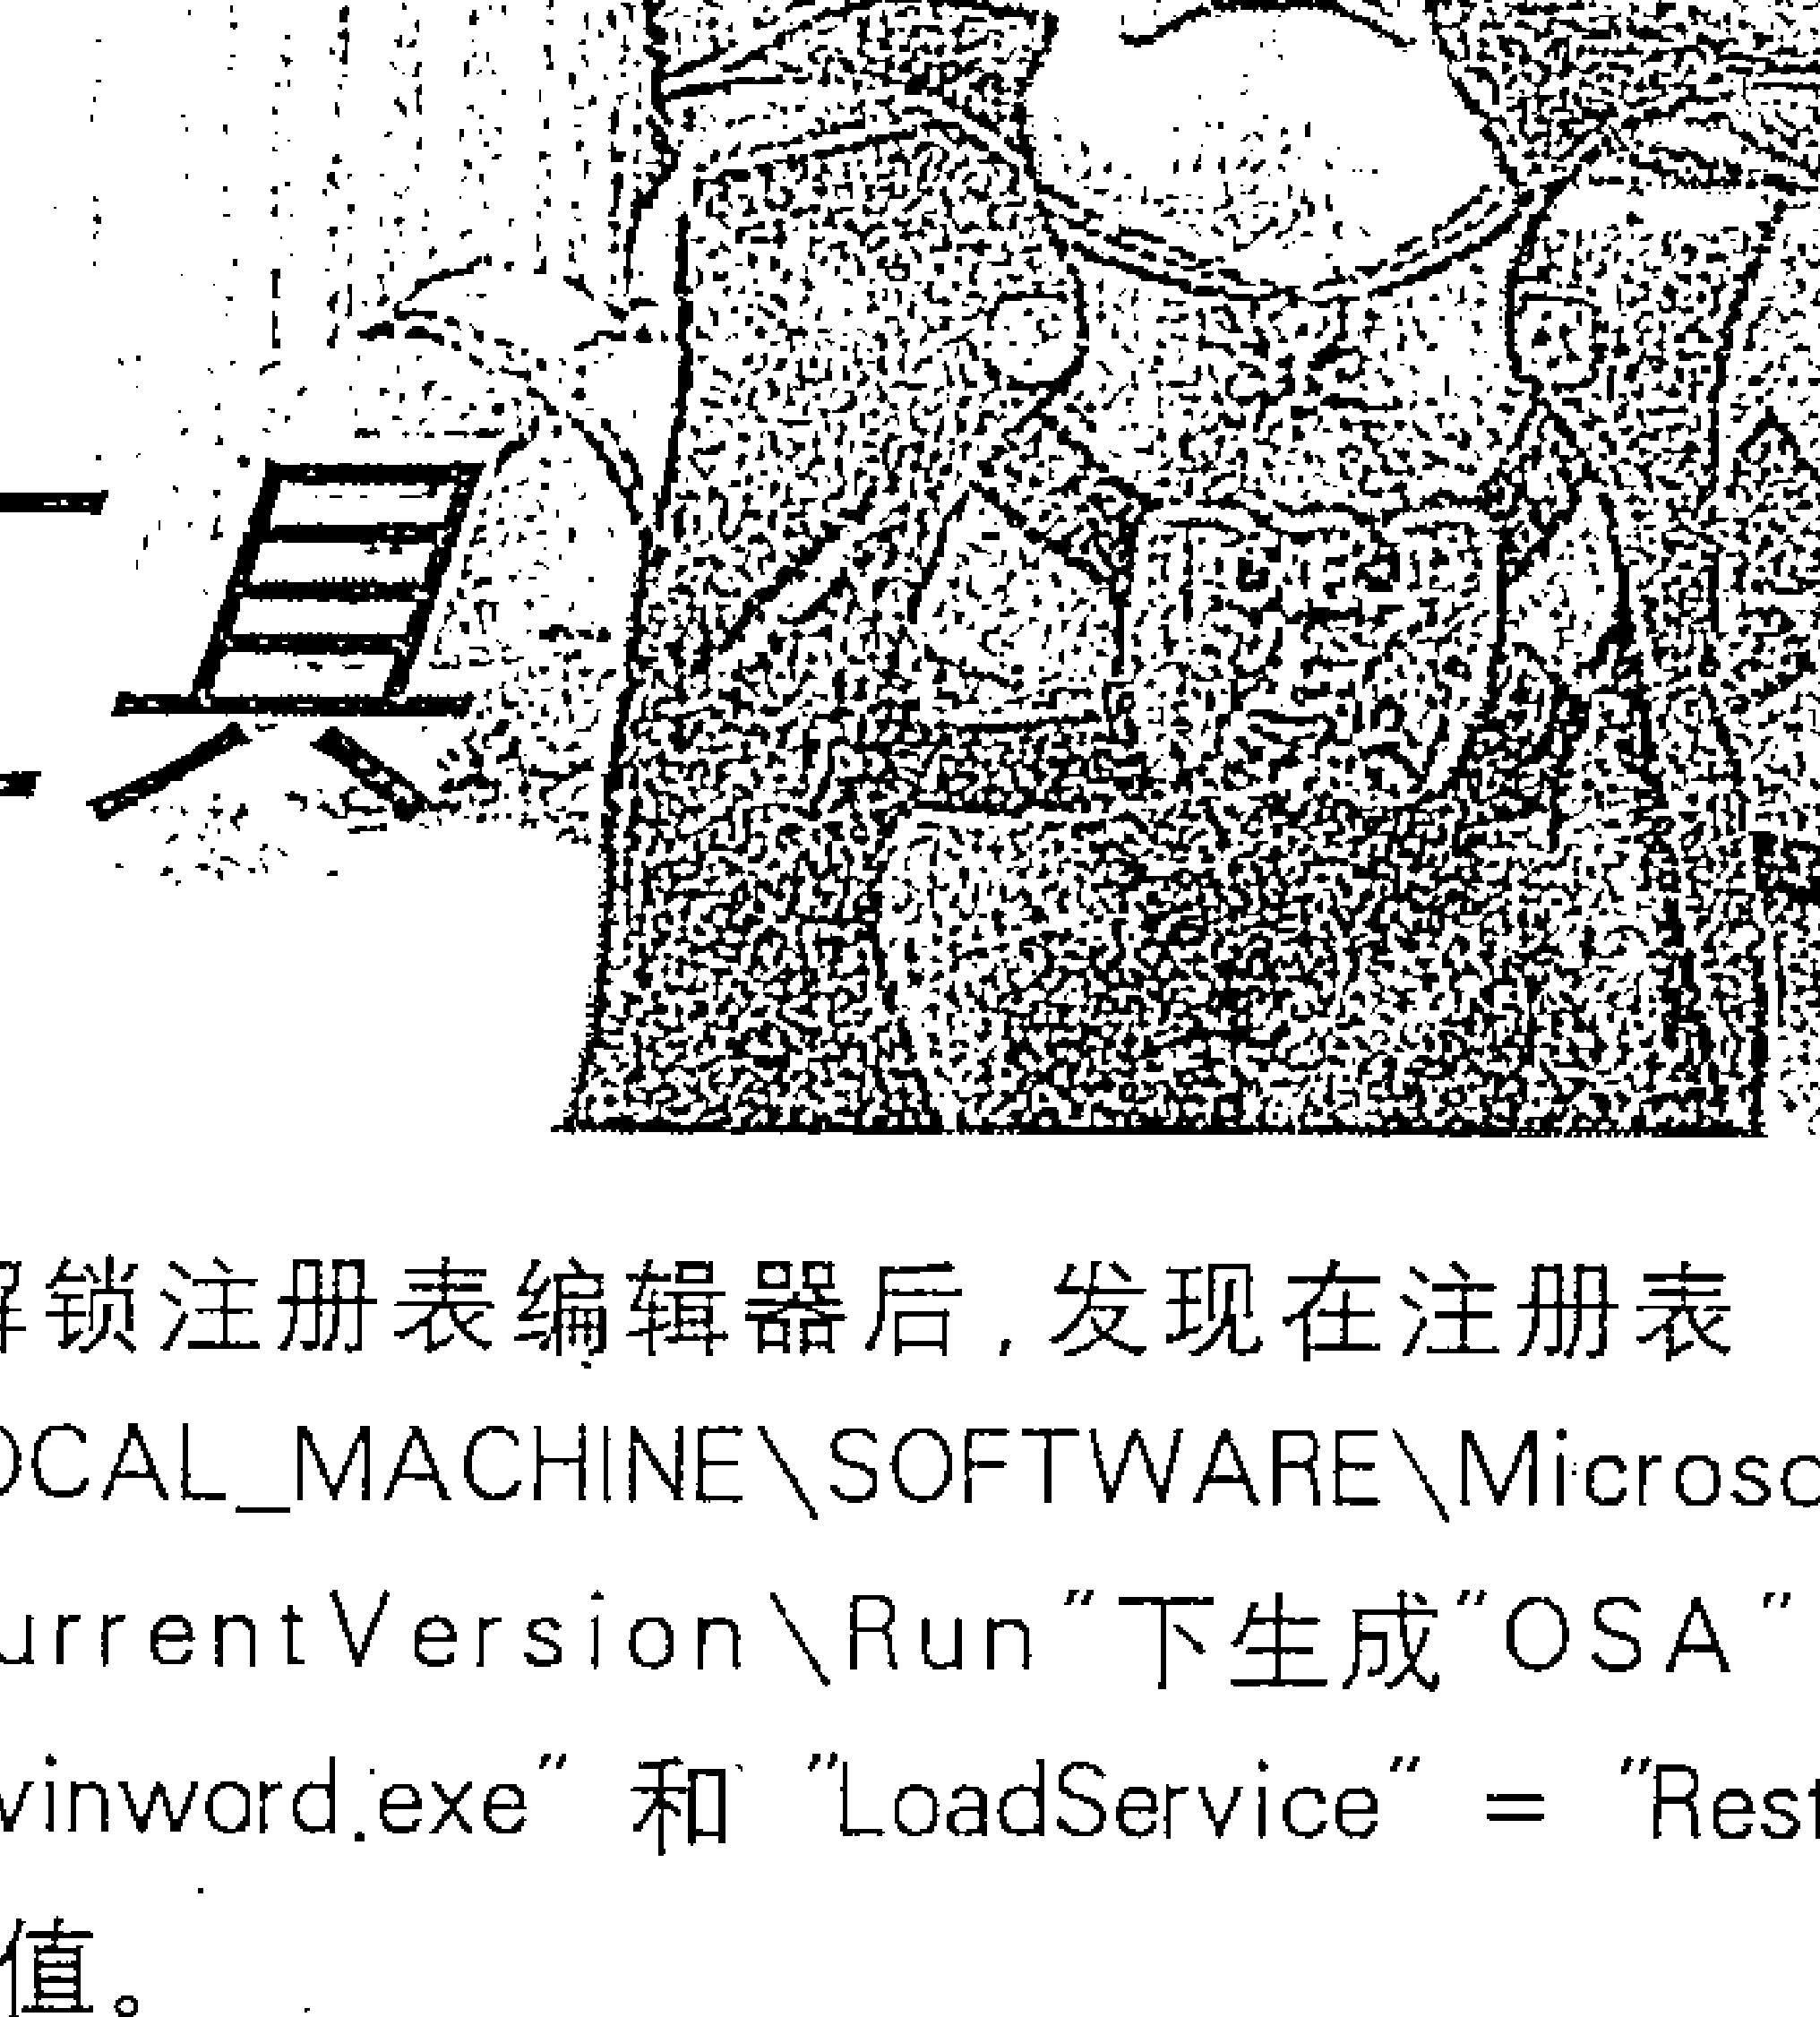 具
解锁注册表编辑器后,发现在注册表
OCAL_MACHINE\SOFTWARE\Microso
urrentVersion\Run"下生成"OSA"
winword.exe" 和 "LoadService" = "Rest
值。